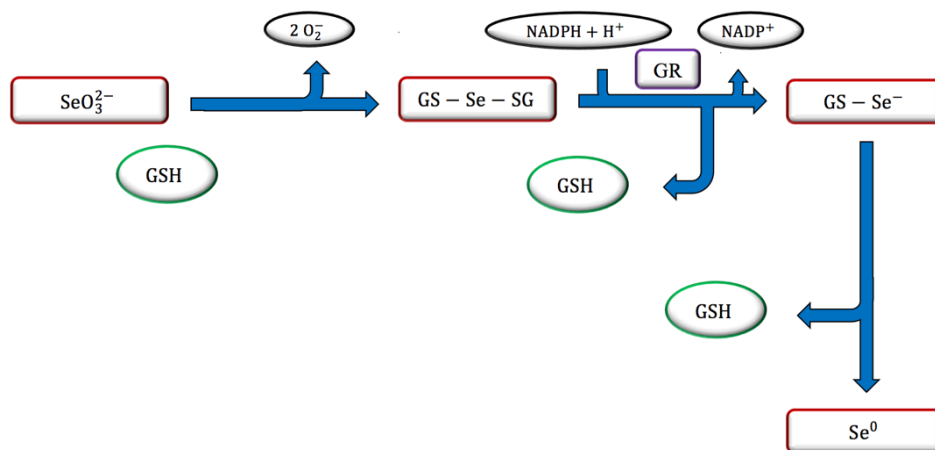 2 O₂⁻
NADPH + H⁺
NADP⁺
GR
SeO₃²⁻
GS − Se − SG
GS − Se⁻
GSH
GSH
GSH
Se⁰